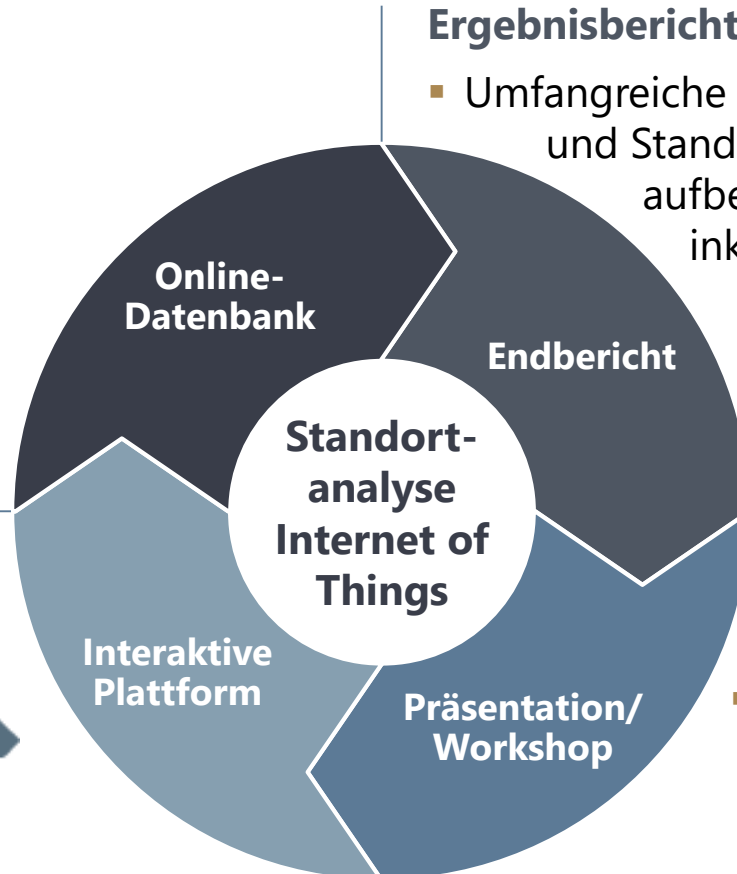 Ergebnisbericht
Umfangreiche
und Stand
aufbe
ink
Online-
Datenbank
Endbericht
Standort-
analyse
Internet of
Things
Interaktive
Plattform
Präsentation/
Workshop